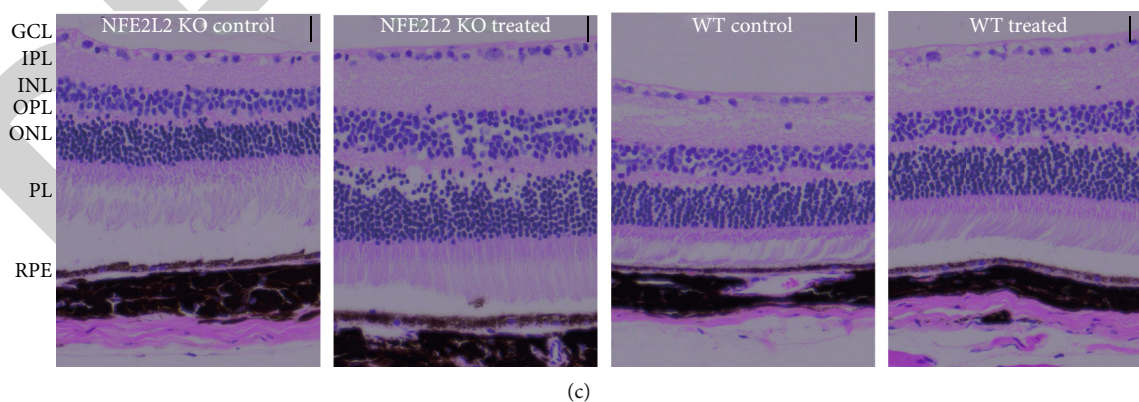 NFE2L2 KO control
NFE2L2 KO treated
WT control
WT treated
GCL
IPL
INL
OPL
ONL
PL
RPE
(c)